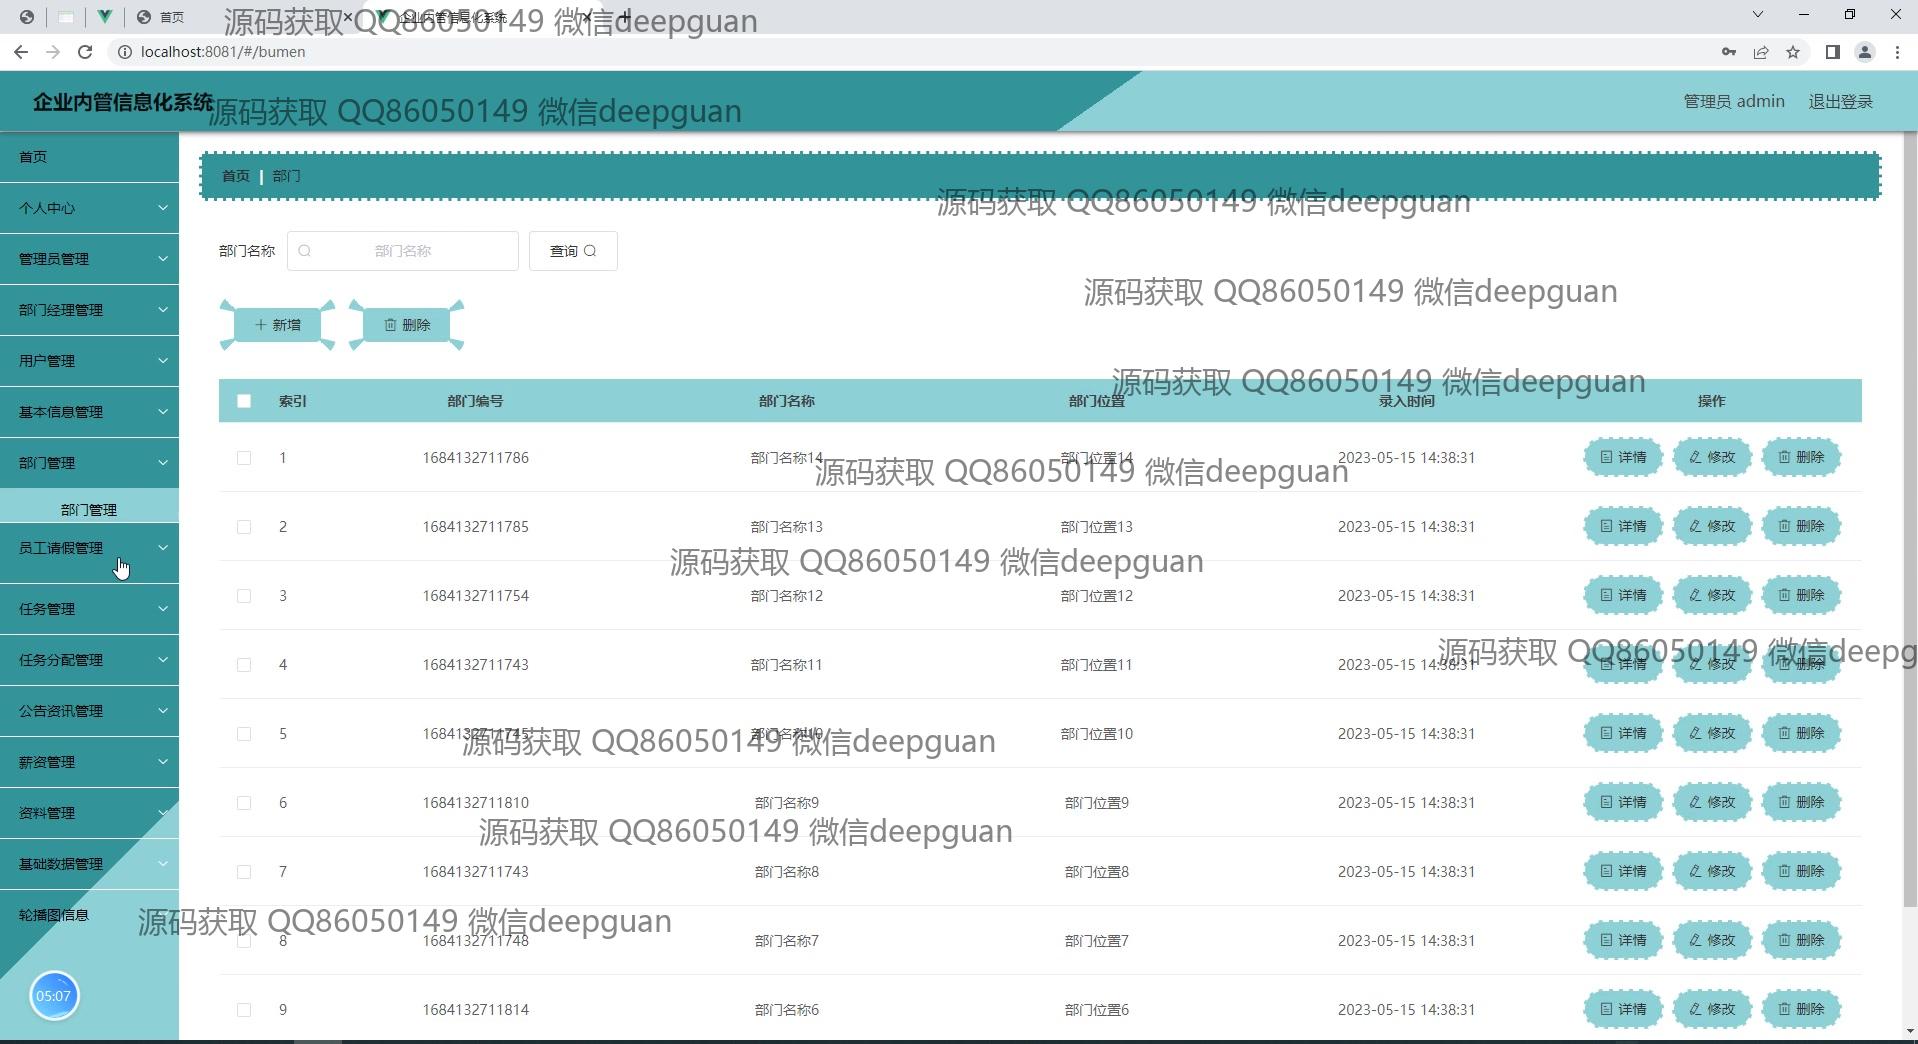 首页
企业内管信息化系统
源码获取 QQ86050149 微信deepguan
localhost:8081/#/bumen
企业内管信息化系统
源码获取 QQ86050149 微信deepguan
管理员 admin 退出登录
首页
个人中心
管理员管理
部门经理管理
用户管理
基本信息管理
部门管理
部门管理
员工请假管理
任务管理
任务分配管理
公告资讯管理
薪资管理
资料管理
基础数据管理
轮播图信息
05:07
首页 | 部门
源码获取 QQ86050149 微信deepguan
部门名称 部门名称 查询
源码获取 QQ86050149 微信deepguan
新增 删除
源码获取 QQ86050149 微信deepguan
索引 部门编号 部门名称 部门位置 录入时间 操作
1 1684132711786 部门名称14 部门位置14 2023-05-15 14:38:31 详情 修改 删除
源码获取 QQ86050149 微信deepguan
2 1684132711785 部门名称13 部门位置13 2023-05-15 14:38:31 详情 修改 删除
源码获取 QQ86050149 微信deepguan
3 1684132711754 部门名称12 部门位置12 2023-05-15 14:38:31 详情 修改 删除
源码获取 QQ86050149 微信deepg
4 1684132711743 部门名称11 部门位置11 2023-05-15 14:38:31 详情 修改 删除
5 1684132711745 部门名称10 部门位置10 2023-05-15 14:38:31 详情 修改 删除
源码获取 QQ86050149 微信deepguan
6 1684132711810 部门名称9 部门位置9 2023-05-15 14:38:31 详情 修改 删除
源码获取 QQ86050149 微信deepguan
7 1684132711743 部门名称8 部门位置8 2023-05-15 14:38:31 详情 修改 删除
源码获取 QQ86050149 微信deepguan
8 1684132711748 部门名称7 部门位置7 2023-05-15 14:38:31 详情 修改 删除
9 1684132711814 部门名称6 部门位置6 2023-05-15 14:38:31 详情 修改 删除